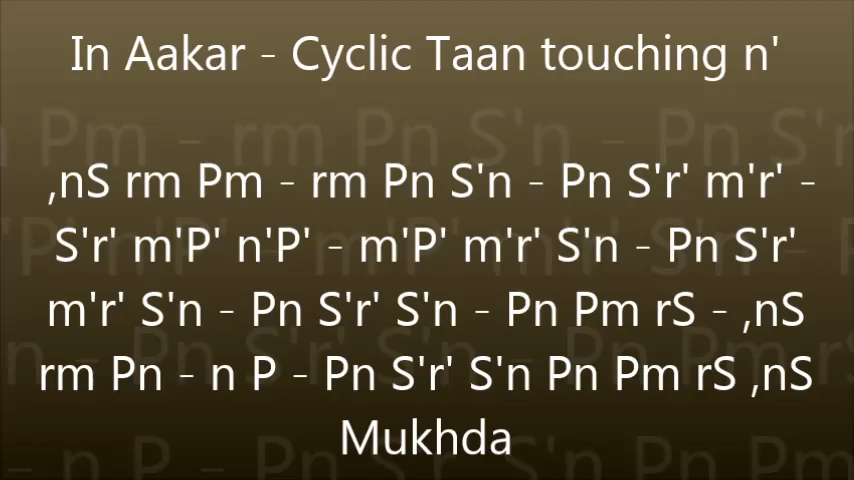 In Aakar - Cyclic Taan touching n'
,nS rm Pm - rm Pn S'n - Pn S'r' m'r' -
S'r' m'P' n'P' - m'P' m'r' S'n - Pn S'r'
m'r' S'n - Pn S'r' S'n - Pn Pm rS - ,nS
rm Pn - n P - Pn S'r' S'n Pn Pm rS ,nS
Mukhda